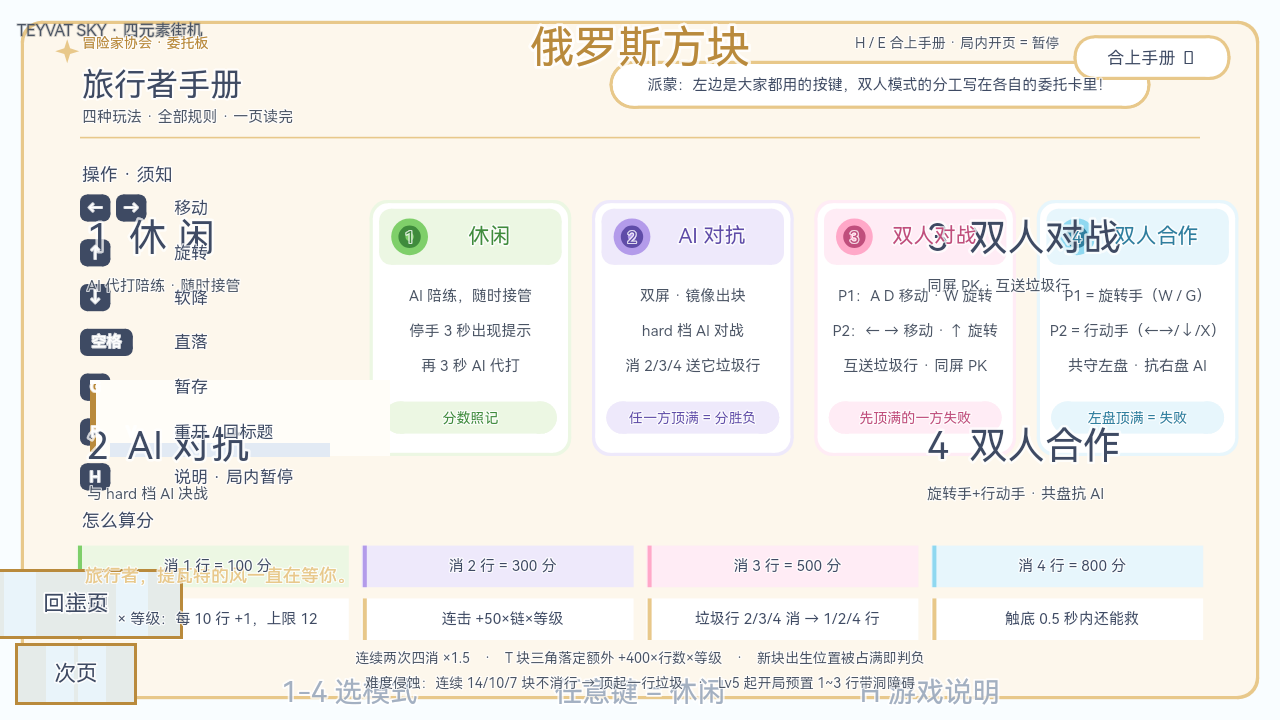 TEYVAT SKY · 四元素街机
冒险家协会 · 委托板
俄罗斯方块
H / E 合上手册 · 局内开页 = 暂停
合上手册
旅行者手册
派蒙：左边是大家都用的按键，双人模式的分工写在各自的委托卡里！
四种玩法 · 全部规则 · 一页读完
操作 · 须知
← → 移动
↑ 旋转
↓ 软降
空格 直落
暂存
重开 / 回标题
H 说明 · 局内暂停
1 休 闲
AI 代打陪练 · 随时接管
2 AI 对抗
与 hard 档 AI 决战
3 双人对战
同屏 PK · 互送垃圾行
4 双人合作
旋转手+行动手 · 共盘抗 AI
1 休闲
AI 陪练，随时接管
停手 3 秒出现提示
再 3 秒 AI 代打
分数照记
2 AI 对抗
双屏 · 镜像出块
hard 档 AI 对战
消 2/3/4 送它垃圾行
任一方顶满 = 分胜负
3 双人对战
P1：A D 移动 · W 旋转
P2：← → 移动 · ↑ 旋转
互送垃圾行 · 同屏 PK
先顶满的一方失败
双人合作
P1 = 旋转手（W / G）
P2 = 行动手（←→/↓/X）
共守左盘 · 抗右盘 AI
左盘顶满 = 失败
怎么算分
消 1 行 = 100 分
消 2 行 = 300 分
消 3 行 = 500 分
消 4 行 = 800 分
旅行者，提瓦特的风一直在等你。
回主页
× 等级：每 10 行 +1，上限 12
连击 +50×链×等级
垃圾行 2/3/4 消 → 1/2/4 行
触底 0.5 秒内还能救
次页
连续两次四消 ×1.5 · T 块三角落定额外 +400×行数×等级 · 新块出生位置被占满即判负
难度侵蚀：连续 14/10/7 块不消行 → 顶起一行垃圾 · Lv5 起开局预置 1~3 行带洞障碍
1-4 选模式
任意键 = 休闲
H 游戏说明